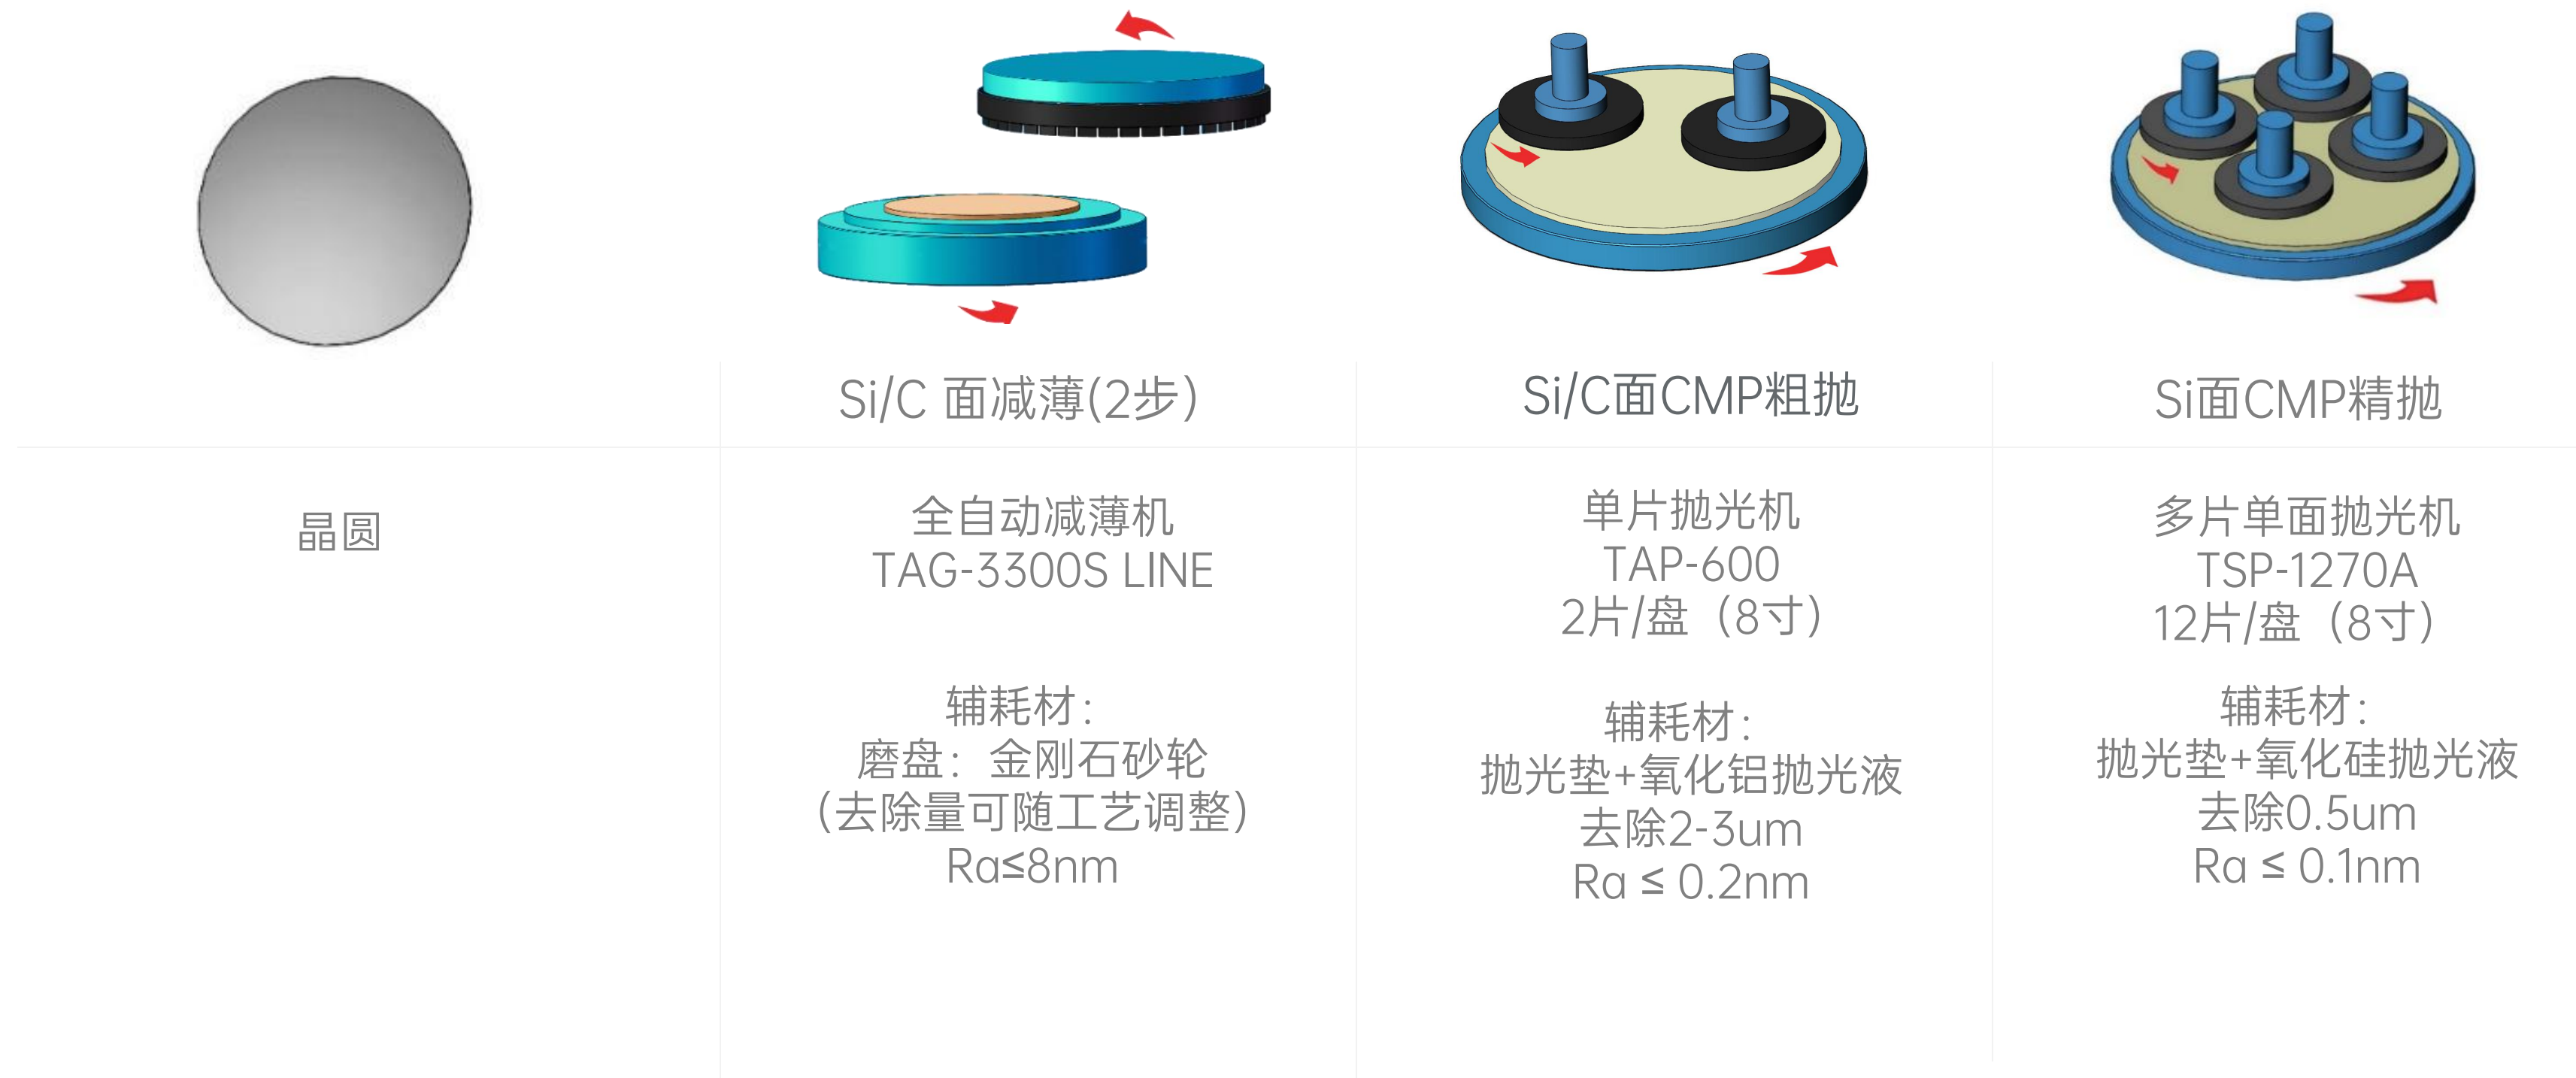 Si/C 面减薄(2步）
Si/C面CMP粗抛
Si面CMP精抛
晶圆
全自动减薄机
TAG-3300S LINE
辅耗材：
磨盘：金刚石砂轮
（去除量可随工艺调整）
Ra≤8nm
单片抛光机
TAP-600
2片/盘（8寸）
辅耗材：
抛光垫+氧化铝抛光液
去除2-3um
Ra ≤ 0.2nm
多片单面抛光机
TSP-1270A
12片/盘（8寸）
辅耗材：
抛光垫+氧化硅抛光液
去除0.5um
Ra ≤ 0.1nm